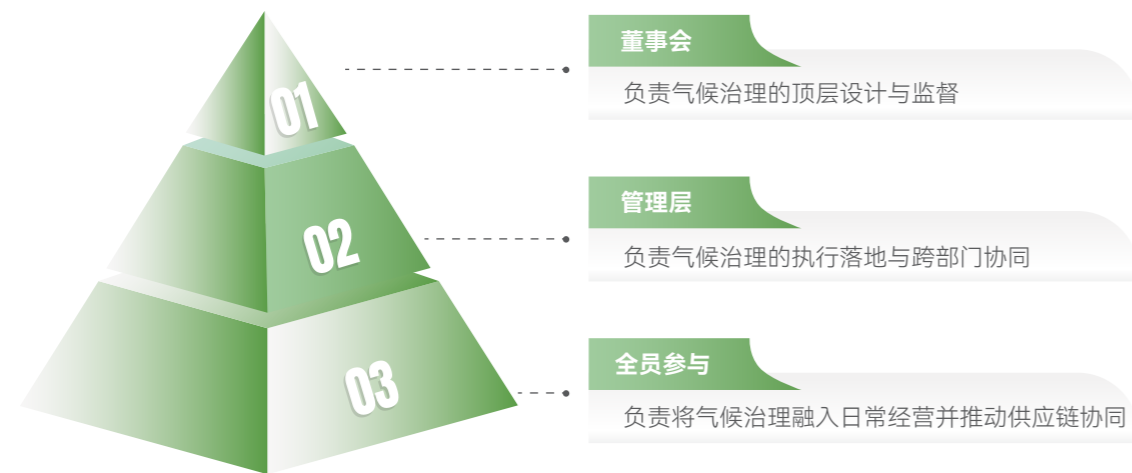 01
董事会
负责气候治理的顶层设计与监督
02
管理层
负责气候治理的执行落地与跨部门协同
03
全员参与
负责将气候治理融入日常经营并推动供应链协同